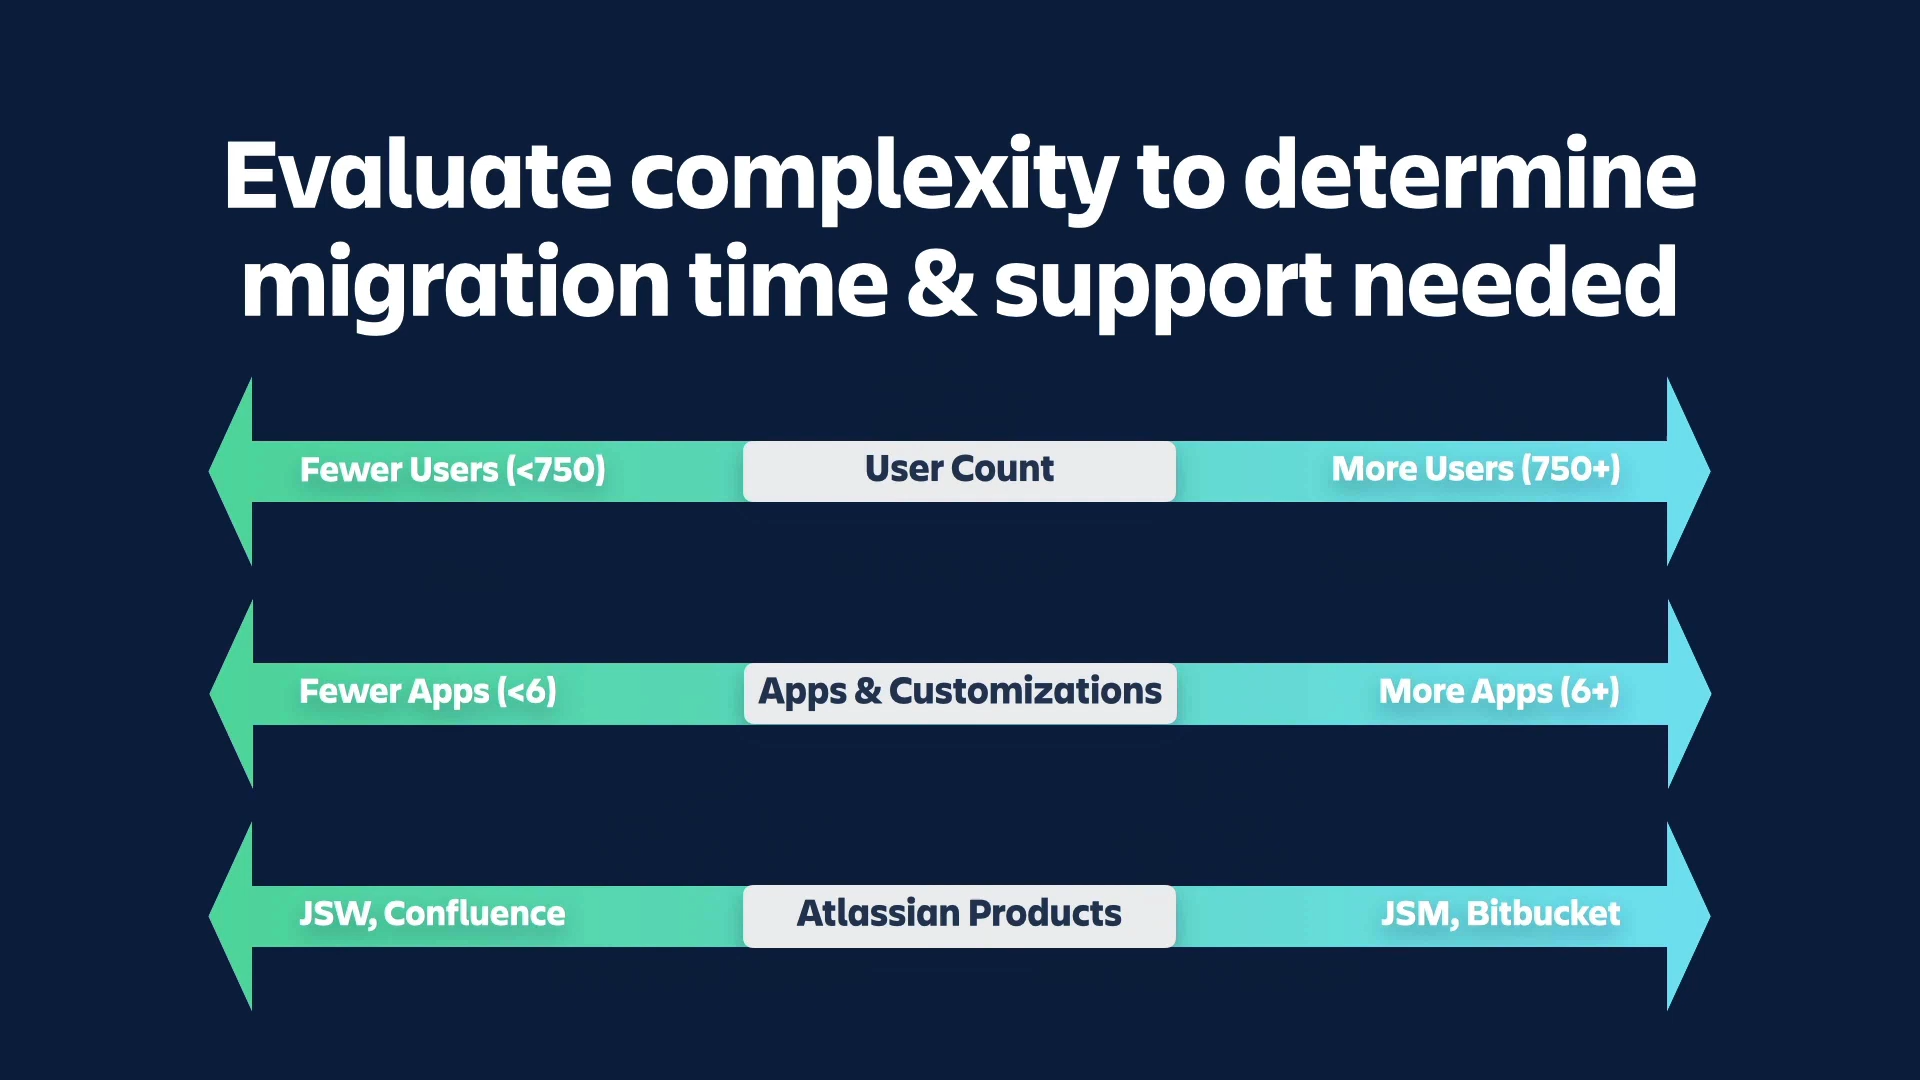 Evaluate complexity to determine
migration time & support needed
Fewer Users (<750)
User Count
More Users (750+)
Fewer Apps (<6)
Apps & Customizations
More Apps (6+)
JSW, Confluence
Atlassian Products
JSM, Bitbucket